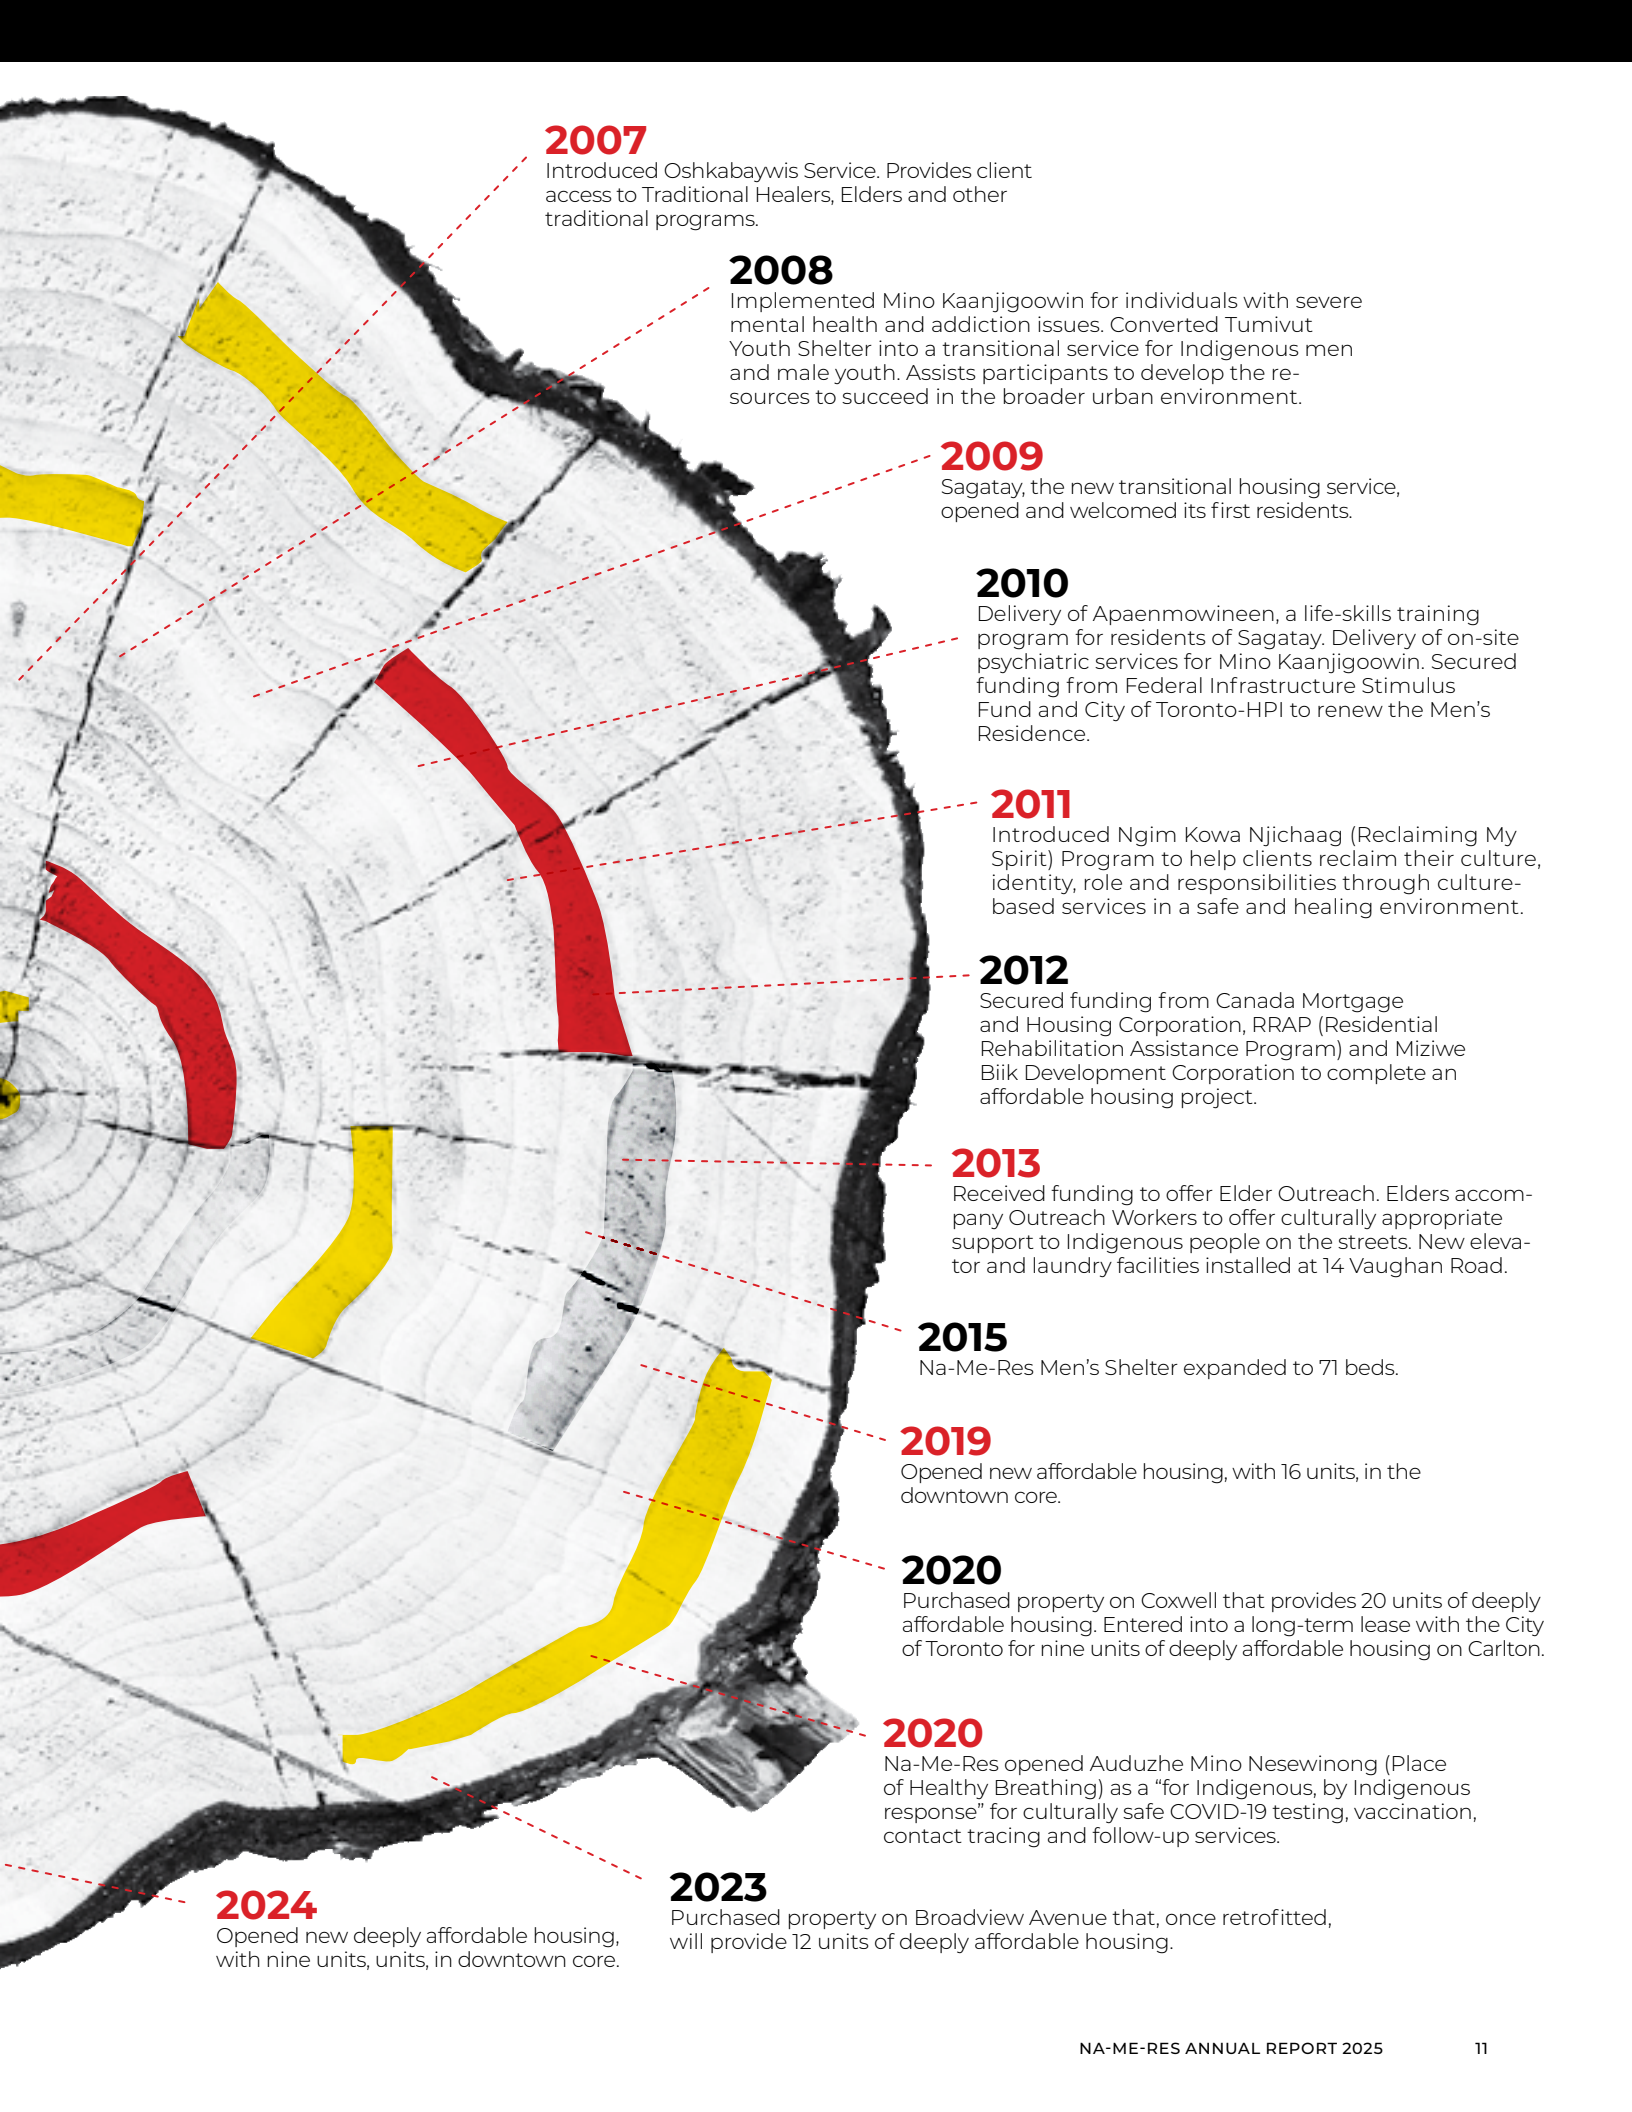 2007
Introduced Oshkabaywis Service. Provides client
access to Traditional Healers, Elders and other
traditional programs.
2008
Implemented Mino Kaanjigoowin for individuals with severe
mental health and addiction issues. Converted Tumivut
Youth Shelter into a transitional service for Indigenous men
and male youth. Assists participants to develop the re-
sources to succeed in the broader urban environment.
2009
Sagatay, the new transitional housing service,
opened and welcomed its first residents.
2010
Delivery of Apaenmowineen, a life-skills training
program for residents of Sagatay. Delivery of on-site
psychiatric services for Mino Kaanjigoowin. Secured
funding from Federal Infrastructure Stimulus
Fund and City of Toronto-HPI to renew the Men’s
Residence.
2011
Introduced Ngim Kowa Njichaag (Reclaiming My
Spirit) Program to help clients reclaim their culture,
identity, role and responsibilities through culture-
based services in a safe and healing environment.
2012
Secured funding from Canada Mortgage
and Housing Corporation, RRAP (Residential
Rehabilitation Assistance Program) and Miziwe
Biik Development Corporation to complete an
affordable housing project.
2013
Received funding to offer Elder Outreach. Elders accom-
pany Outreach Workers to offer culturally appropriate
support to Indigenous people on the streets. New eleva-
tor and laundry facilities installed at 14 Vaughan Road.
2015
Na-Me-Res Men’s Shelter expanded to 71 beds.
2019
Opened new affordable housing, with 16 units, in the
downtown core.
2020
Purchased property on Coxwell that provides 20 units of deeply
affordable housing. Entered into a long-term lease with the City
of Toronto for nine units of deeply affordable housing on Carlton.
2020
Na-Me-Res opened Auduzhe Mino Nesewinong (Place
of Healthy Breathing) as a “for Indigenous, by Indigenous
response” for culturally safe COVID-19 testing, vaccination,
contact tracing and follow-up services.
2023
Purchased property on Broadview Avenue that, once retrofitted,
will provide 12 units of deeply affordable housing.
2024
Opened new deeply affordable housing,
with nine units, units, in downtown core.
NA-ME-RES ANNUAL REPORT 2025 11